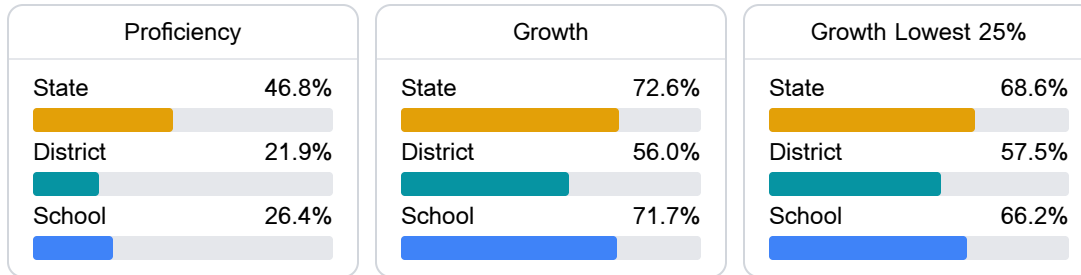 Proficiency
State 46.8%
District 21.9%
School 26.4%
Growth
State 72.6%
District 56.0%
School 71.7%
Growth Lowest 25%
State 68.6%
District 57.5%
School 66.2%